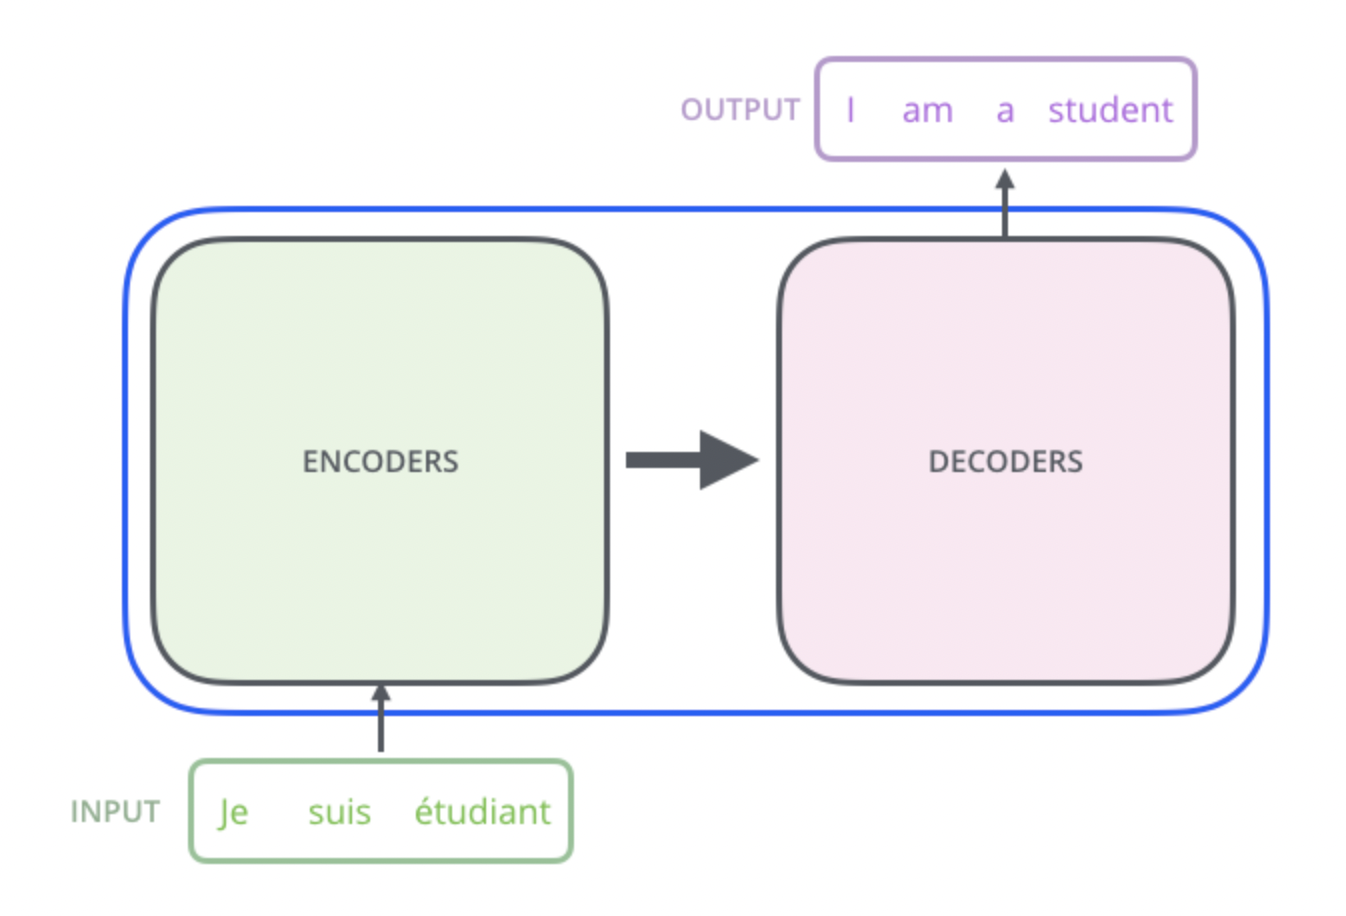 OUTPUT I am a student
ENCODERS DECODERS
INPUT Je suis étudiant